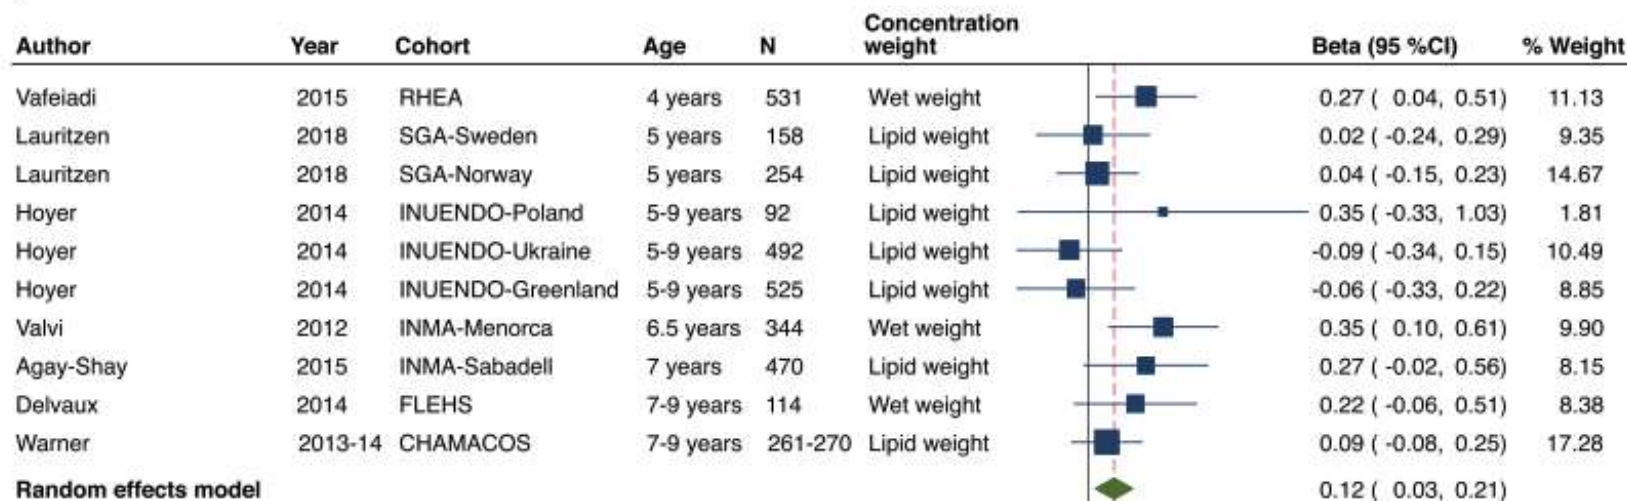 Author Year Cohort Age N Concentration weight Beta (95 %CI) % Weight
Vafeiadi 2015 RHEA 4 years 531 Wet weight 0.27 ( 0.04, 0.51) 11.13
Lauritzen 2018 SGA-Sweden 5 years 158 Lipid weight 0.02 ( -0.24, 0.29) 9.35
Lauritzen 2018 SGA-Norway 5 years 254 Lipid weight 0.04 ( -0.15, 0.23) 14.67
Hoyer 2014 INUENDO-Poland 5-9 years 92 Lipid weight 0.35 ( -0.33, 1.03) 1.81
Hoyer 2014 INUENDO-Ukraine 5-9 years 492 Lipid weight -0.09 ( -0.34, 0.15) 10.49
Hoyer 2014 INUENDO-Greenland 5-9 years 525 Lipid weight -0.06 ( -0.33, 0.22) 8.85
Valvi 2012 INMA-Menorca 6.5 years 344 Wet weight 0.35 ( 0.10, 0.61) 9.90
Agay-Shay 2015 INMA-Sabadell 7 years 470 Lipid weight 0.27 ( -0.02, 0.56) 8.15
Delvaux 2014 FLEHS 7-9 years 114 Wet weight 0.22 ( -0.06, 0.51) 8.38
Warner 2013-14 CHAMACOS 7-9 years 261-270 Lipid weight 0.09 ( -0.08, 0.25) 17.28
Random effects model 0.12 ( 0.03, 0.21)